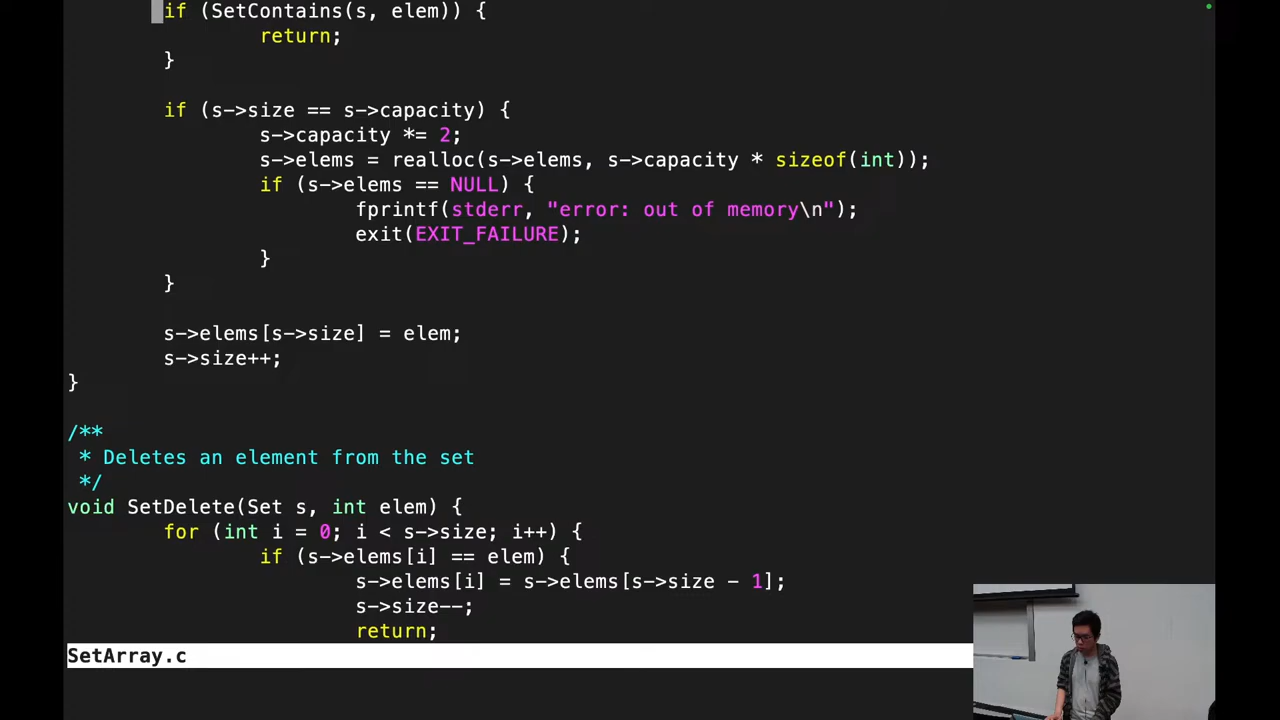 if (SetContains(s, elem)) {
return;
}
if (s->size == s->capacity) {
s->capacity *= 2;
s->elems = realloc(s->elems, s->capacity * sizeof(int));
if (s->elems == NULL) {
fprintf(stderr, "error: out of memory\n");
exit(EXIT_FAILURE);
}
}
s->elems[s->size] = elem;
s->size++;
}
/**
* Deletes an element from the set
*/
void SetDelete(Set s, int elem) {
for (int i = 0; i < s->size; i++) {
if (s->elems[i] == elem) {
s->elems[i] = s->elems[s->size - 1];
s->size--;
return;
SetArray.c